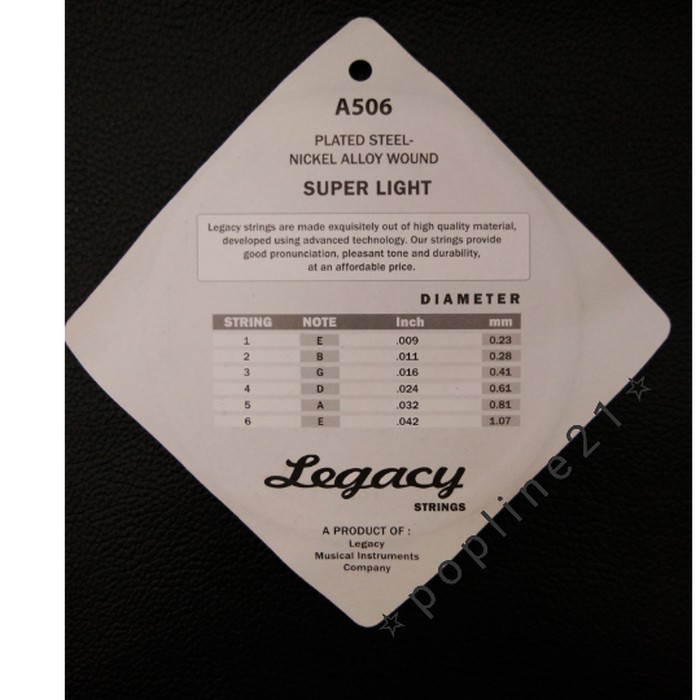 A506
PLATED STEEL-
NICKEL ALLOY WOUND
SUPER LIGHT
Legacy strings are made exquisitely out of high quality material,
developed using advanced technology. Our strings provide
good pronunciation, pleasant tone and durability,
at an affordable price.
DIAMETER
STRING NOTE Inch mm
1 E .009 0.23
2 B .011 0.28
3 G .016 0.41
4 D .024 0.61
5 A .032 0.81
6 E .042 1.07
Legacy
STRINGS
A PRODUCT OF :
Legacy
Musical Instruments
Company
☆ popline21 ☆